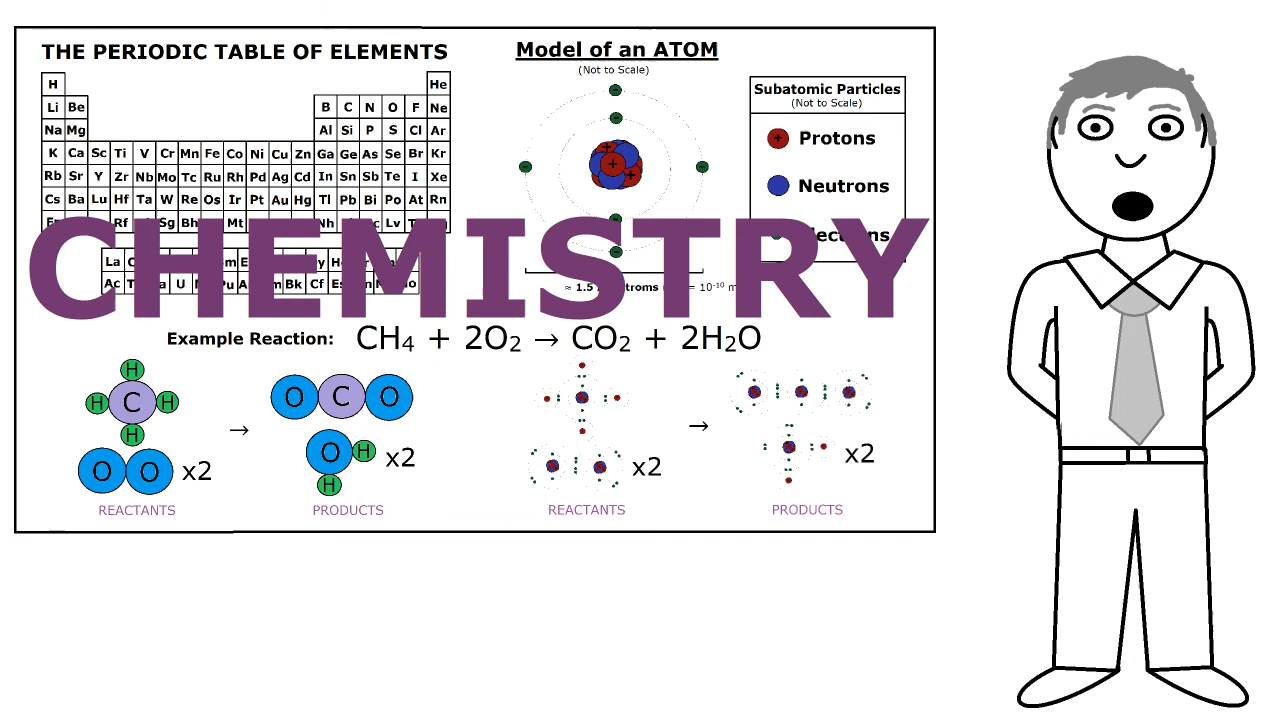 THE PERIODIC TABLE OF ELEMENTS
H He
Li Be B C N O F Ne
Na Mg Al Si P S Cl Ar
K Ca Sc Ti V Cr Mn Fe Co Ni Cu Zn Ga Ge As Se Br Kr
Rb Sr Y Zr Nb Mo Tc Ru Rh Pd Ag Cd In Sn Sb Te I Xe
Cs Ba Lu Hf Ta W Re Os Ir Pt Au Hg Tl Pb Bi Po At Rn
Rf Sg Bh Mt Nh Lv
La
Ac U Bk Cf
Model of an ATOM
(Not to Scale)
- - - - - -
+ + +
Subatomic Particles
(Not to Scale)
+ Protons
Neutrons
CHEMISTRY
Example Reaction: CH₄ + 2O₂ → CO₂ + 2H₂O
H
H C H
H
O O x2
→
O C O
O H x2
H
x2
→
x2
REACTANTS PRODUCTS REACTANTS PRODUCTS